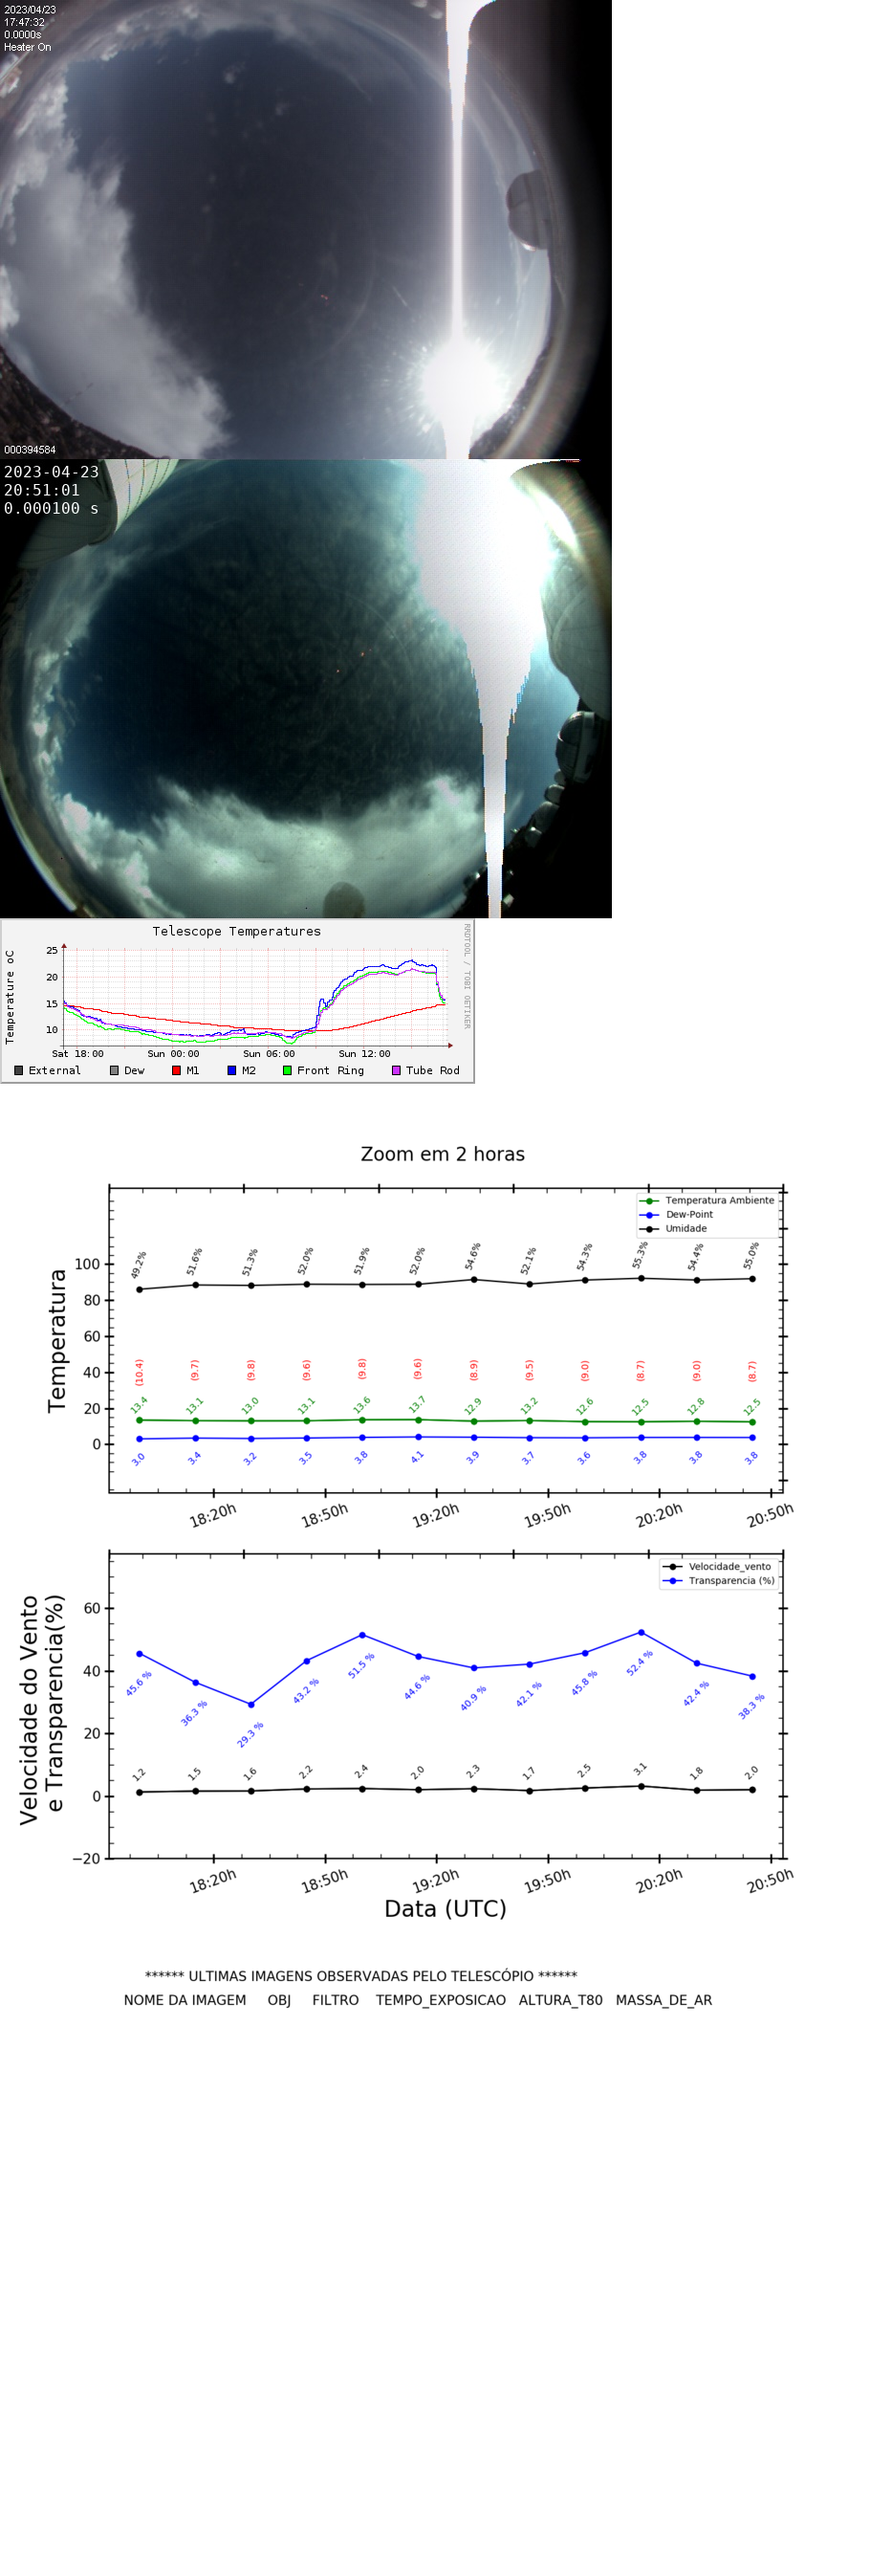 2023/04/23
17:47:32
0.0000s
Heater On
000394584
2023-04-23
20:51:01
0.000100 s
Telescope Temperatures
RRDTOOL / TOBI OETIKER
Temperature oC
25
20
15
10
Sat 18:00 Sun 00:00 Sun 06:00 Sun 12:00
External Dew M1 M2 Front Ring Tube Rod
Zoom em 2 horas
Temperatura Ambiente
Dew-Point
Umidade
Temperatura
100
80
60
40
20
0
49.2% 51.6% 51.3% 52.0% 51.9% 52.0% 54.6% 52.1% 54.3% 55.3% 54.4% 55.0%
(10.4) (9.7) (9.8) (9.6) (9.8) (9.6) (8.9) (9.5) (9.0) (8.7) (9.0) (8.7)
13.4 13.1 13.0 13.1 13.6 13.7 12.9 13.2 12.6 12.5 12.8 12.5
3.0 3.4 3.2 3.5 3.8 4.1 3.9 3.7 3.6 3.8 3.8 3.8
18:20h 18:50h 19:20h 19:50h 20:20h 20:50h
Velocidade_vento
Transparencia (%)
Velocidade do Vento
e Transparencia(%)
60
40
20
0
−20
45.6 % 36.3 % 29.3 % 43.2 % 51.5 % 44.6 % 40.9 % 42.1 % 45.8 % 52.4 % 42.4 % 38.3 %
1.2 1.5 1.6 2.2 2.4 2.0 2.3 1.7 2.5 3.1 1.8 2.0
18:20h 18:50h 19:20h 19:50h 20:20h 20:50h
Data (UTC)
****** ULTIMAS IMAGENS OBSERVADAS PELO TELESCÓPIO ******
NOME DA IMAGEM OBJ FILTRO TEMPO_EXPOSICAO ALTURA_T80 MASSA_DE_AR